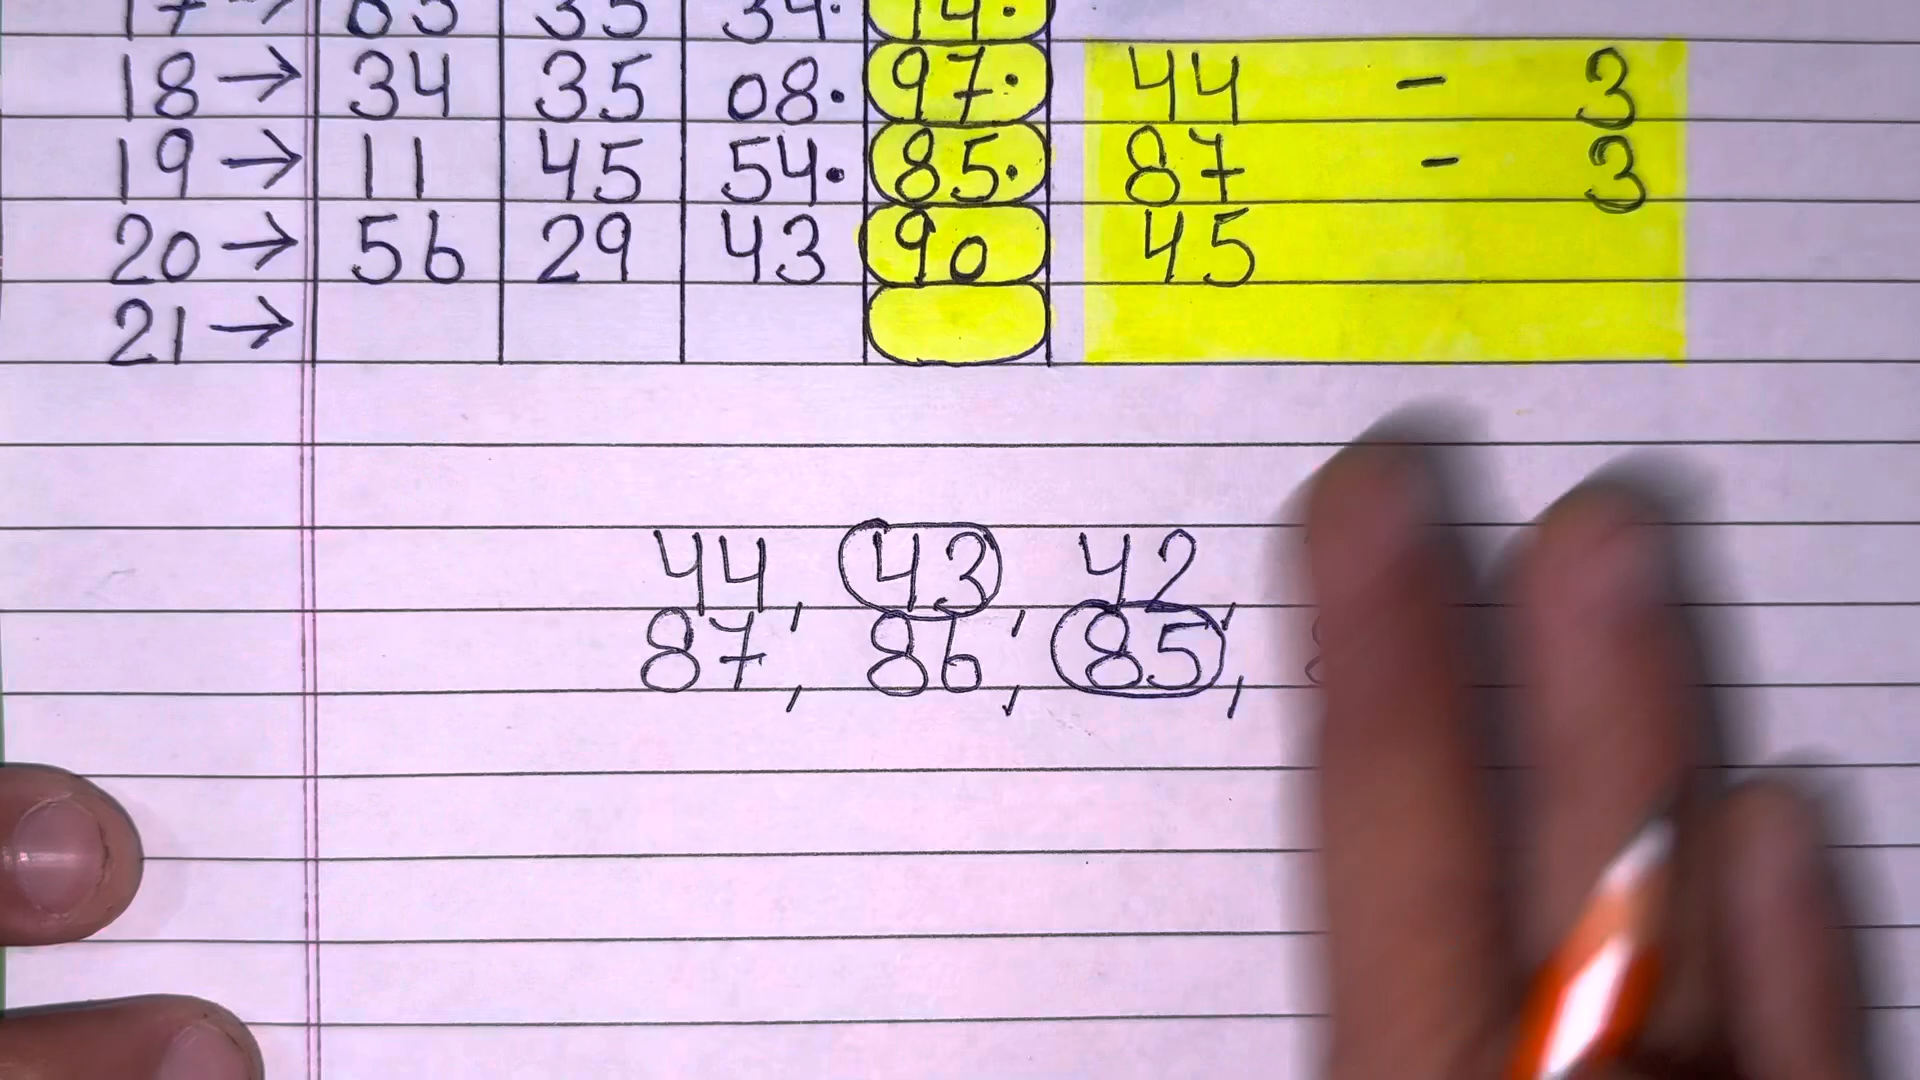 18 → 34 35 08. 97. 44 - 3
19 → 11 45 54. 85. 87 - 3
20 → 56 29 43 90 45
21 →
44, 43, 42,
87, 86, 85,